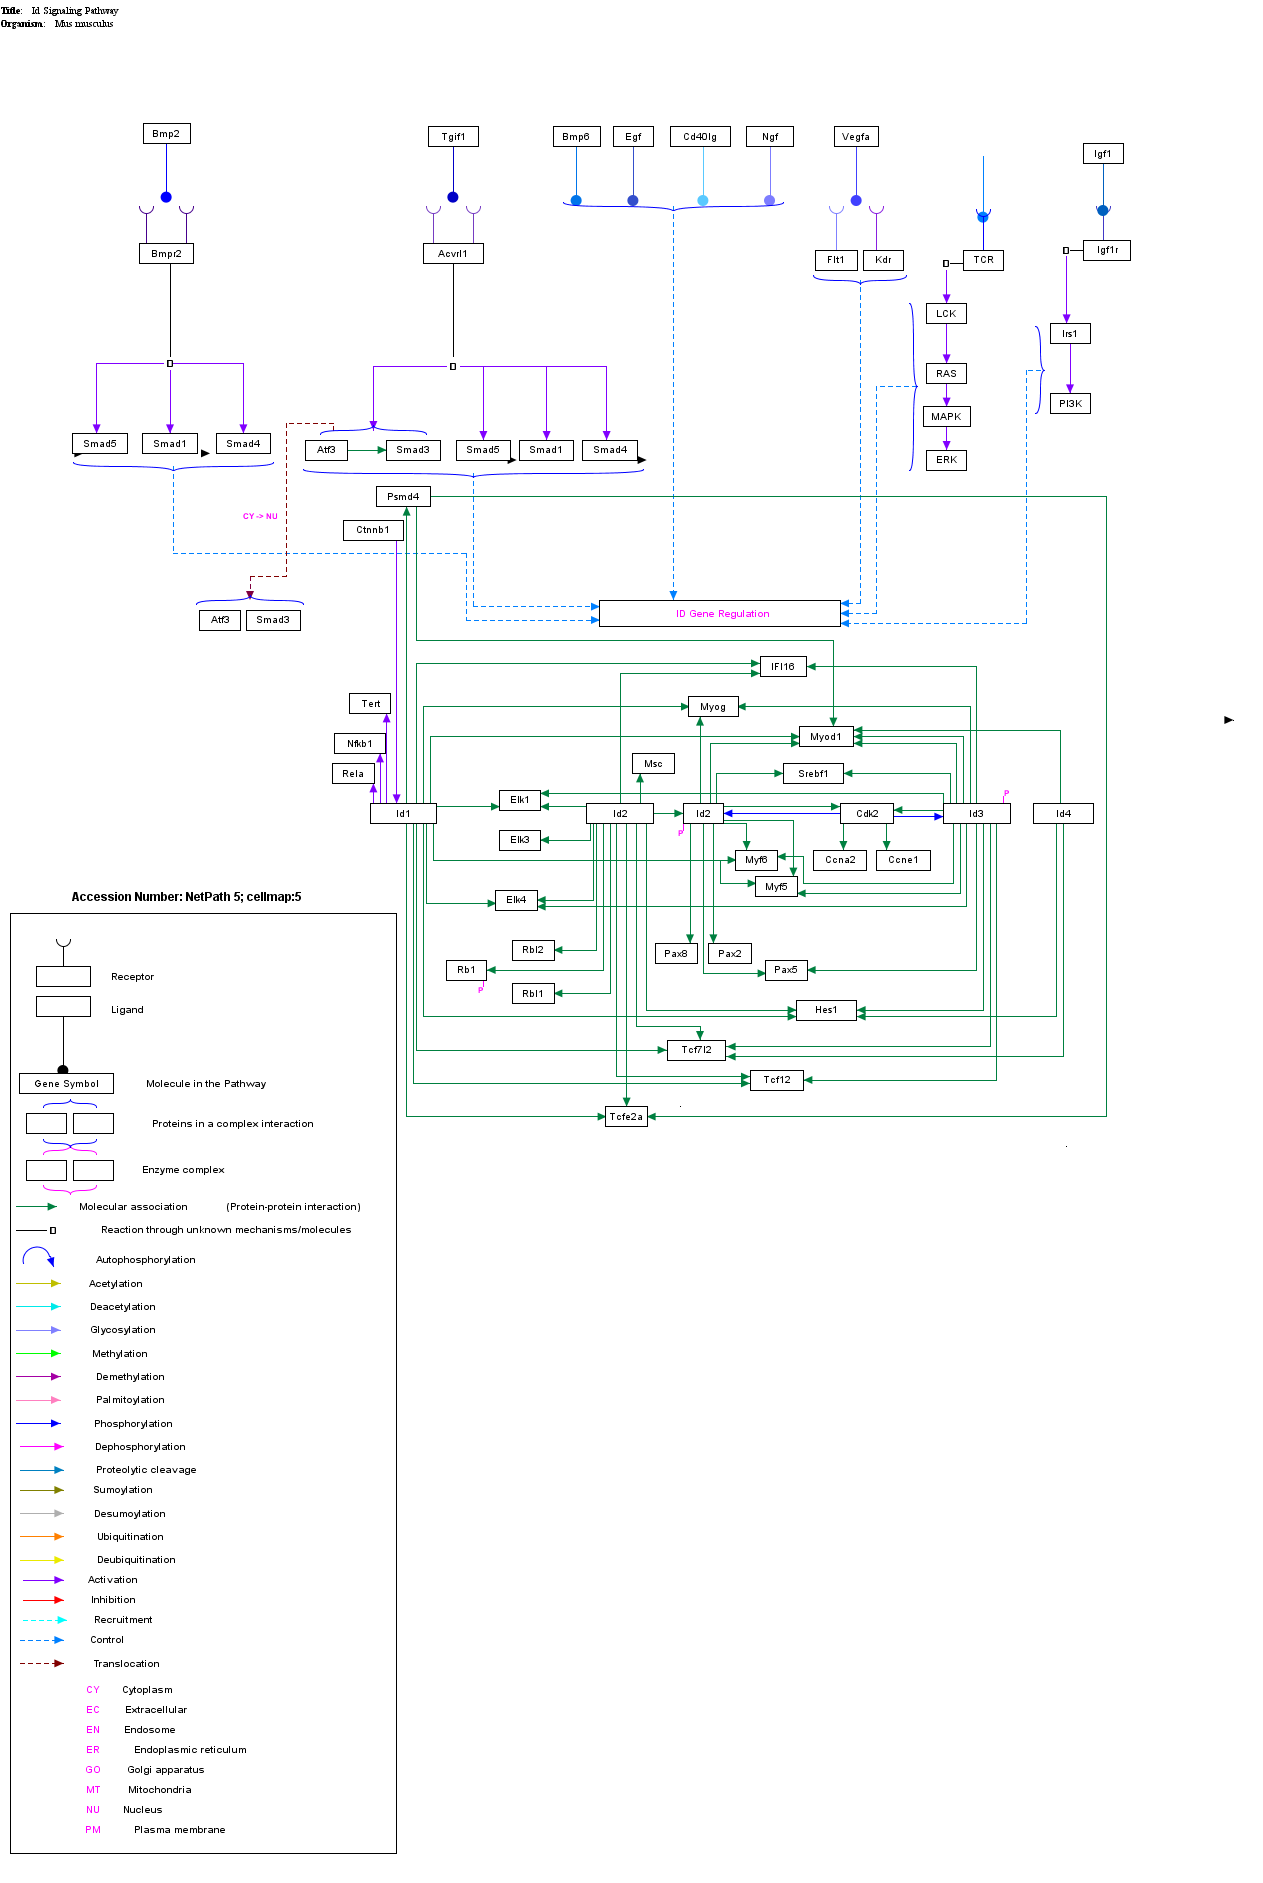 Title: Id Signaling Pathway
Organism: Mus musculus
Bmp2
Tgif1
Bmp6
Egf
Cd40lg
Ngf
Vegfa
Igf1
Bmpr2
Acvrl1
Flt1
Kdr
TCR
Igf1r
LCK
Irs1
RAS
PI3K
MAPK
ERK
Smad5
Smad1
Smad4
Atf3
Smad3
Smad5
Smad1
Smad4
Psmd4
CY -> NU
Ctnnb1
Atf3
Smad3
ID Gene Regulation
IFI16
Tert
Myog
Nfkb1
Myod1
Rela
Msc
Srebf1
Elk1
P
Id1
Id2
Id2
Cdk2
Id3
Id4
P
Elk3
Myf6
Ccna2
Ccne1
Myf5
Accession Number: NetPath 5; cellmap:5
Elk4
Rbl2
Pax8
Pax2
Rb1
Pax5
P
Rbl1
Hes1
Tcf7l2
Tcf12
Tcfe2a
Receptor
Ligand
Gene Symbol
Molecule in the Pathway
Proteins in a complex interaction
Enzyme complex
Molecular association (Protein-protein interaction)
Reaction through unknown mechanisms/molecules
Autophosphorylation
Acetylation
Deacetylation
Glycosylation
Methylation
Demethylation
Palmitoylation
Phosphorylation
Dephosphorylation
Proteolytic cleavage
Sumoylation
Desumoylation
Ubiquitination
Deubiquitination
Activation
Inhibition
Recruitment
Control
Translocation
CY Cytoplasm
EC Extracellular
EN Endosome
ER Endoplasmic reticulum
GO Golgi apparatus
MT Mitochondria
NU Nucleus
PM Plasma membrane